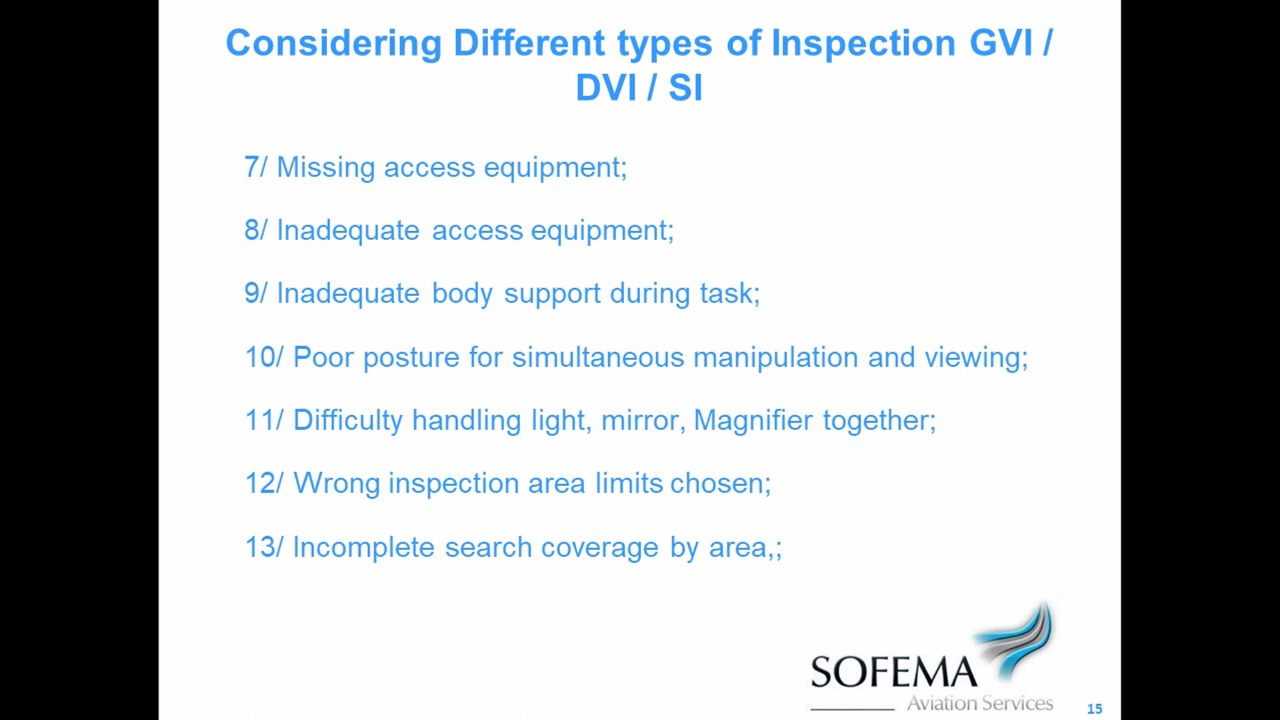 Considering Different types of Inspection GVI /
DVI / SI
7/ Missing access equipment;
8/ Inadequate access equipment;
9/ Inadequate body support during task;
10/ Poor posture for simultaneous manipulation and viewing;
11/ Difficulty handling light, mirror, Magnifier together;
12/ Wrong inspection area limits chosen;
13/ Incomplete search coverage by area,;
SOFEMA
Aviation Services
15